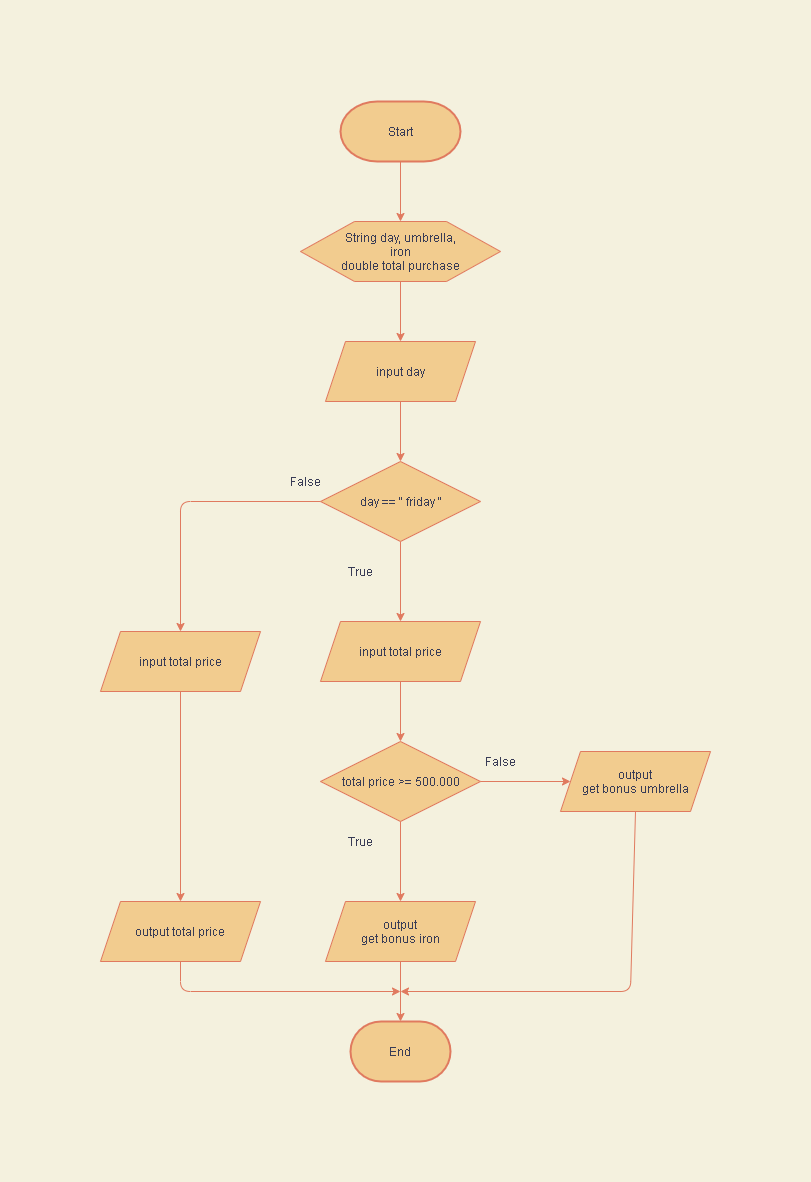 Start
String day, umbrella,
iron
double total purchase
input day
False
day == " friday "
True
input total price
input total price
total price >= 500.000
False
output
get bonus umbrella
True
output total price
output
get bonus iron
End